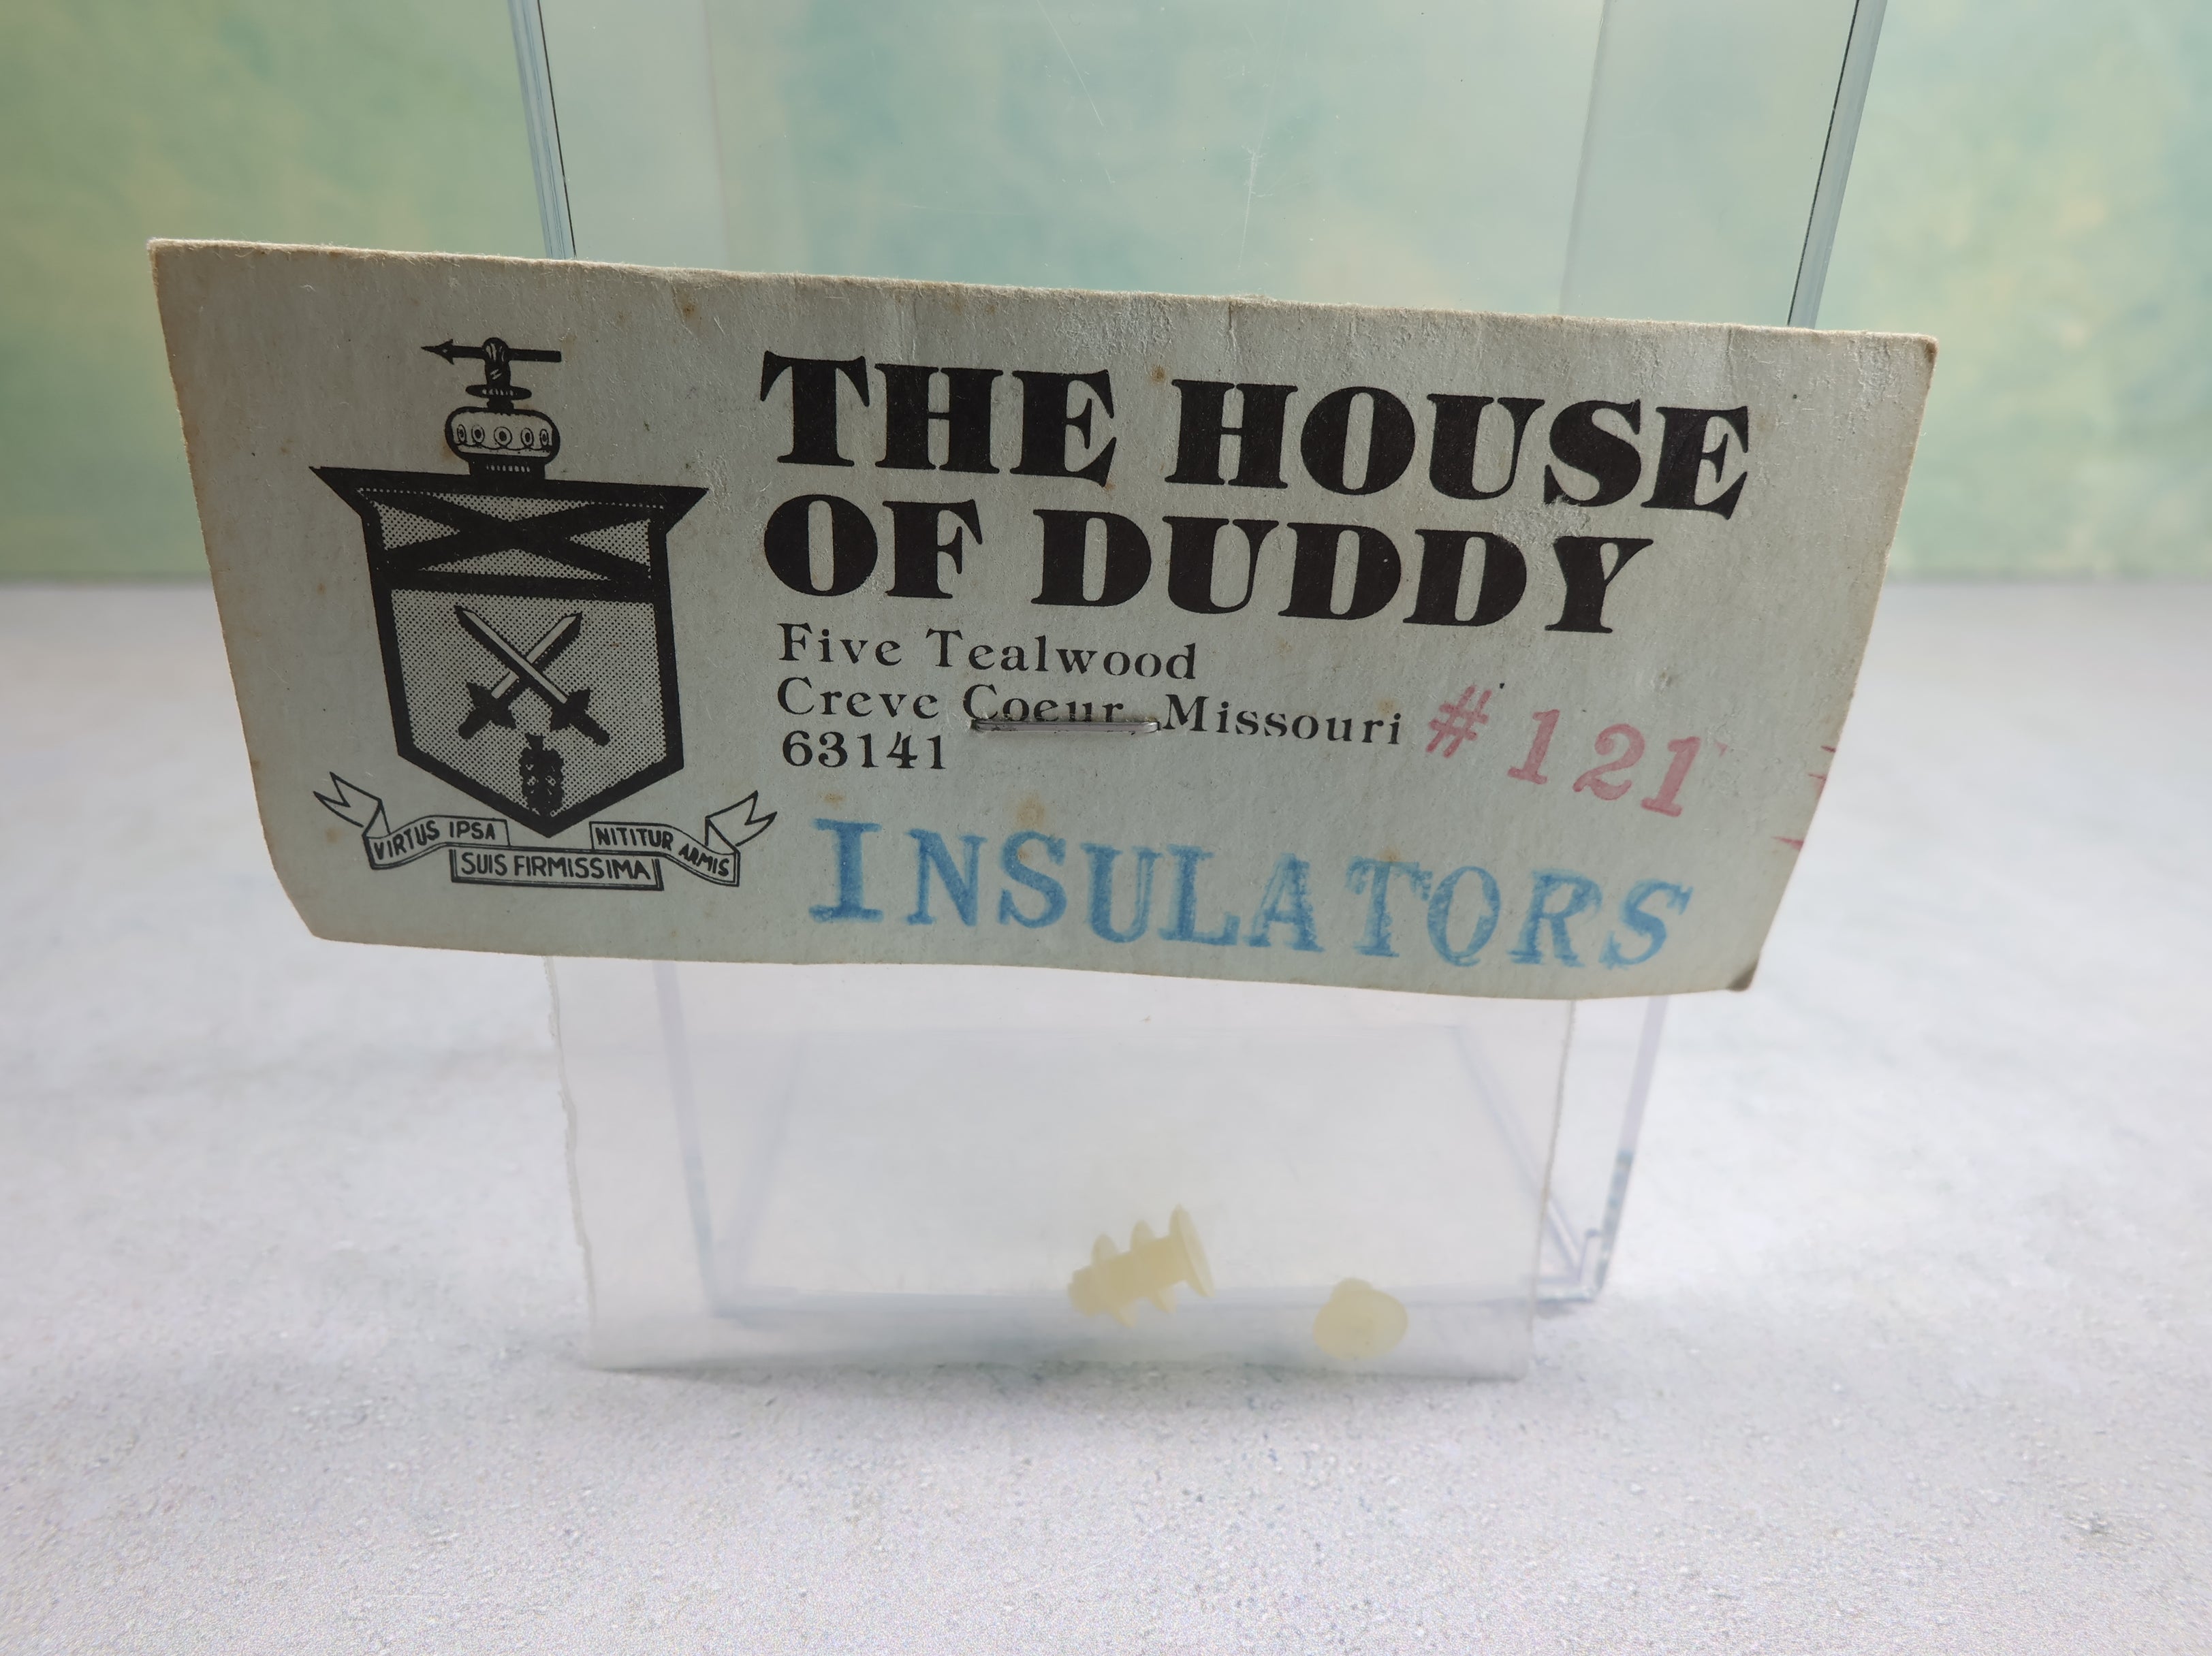 THE HOUSE
OF DUDDY
Five Tealwood
Creve Coeur, Missouri
63141
# 121
INSULATORS
VIRTUS IPSA
SUIS FIRMISSIMA
NITITUR ARMIS